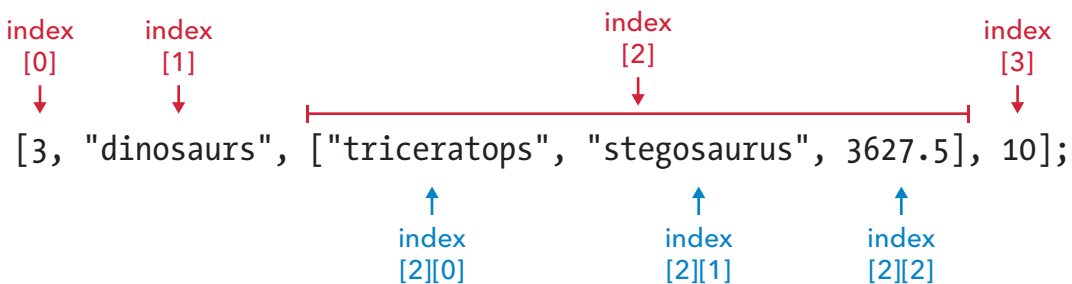 index
[0]
index
[1]
index
[2]
index
[3]
[3, "dinosaurs", ["triceratops", "stegosaurus", 3627.5], 10];
index
[2][0]
index
[2][1]
index
[2][2]